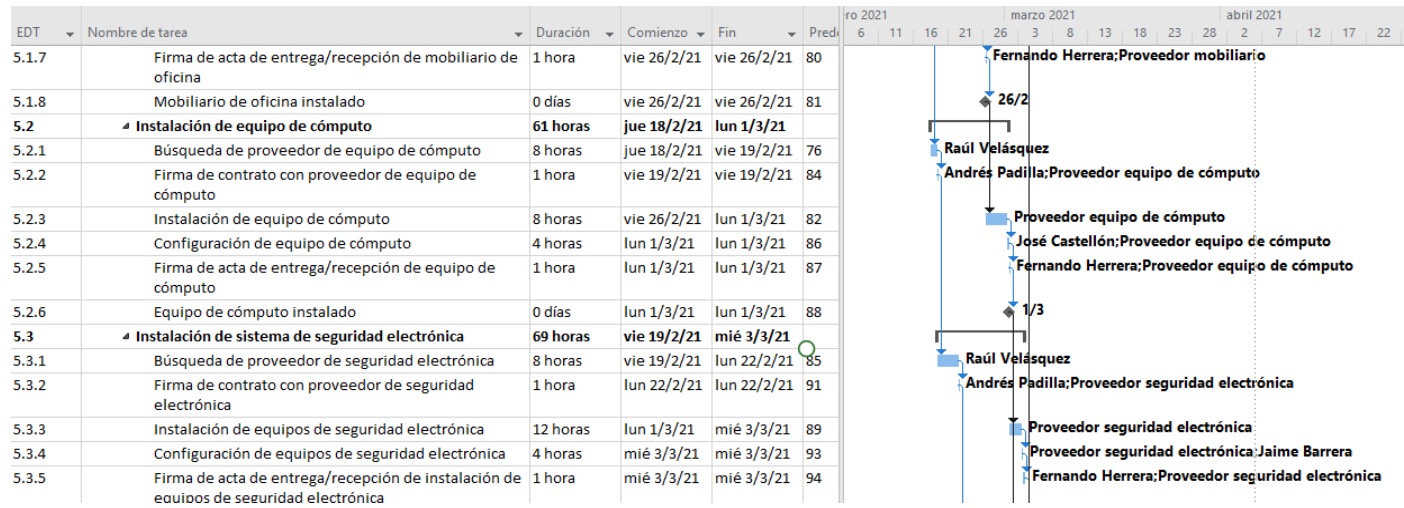 ero 2021 marzo 2021 abril 2021
EDT Nombre de tarea Duración Comienzo Fin 6 11 16 21 26 3 8 13 18 23 28 2 7 12 17 22
5.1.7 Firma de acta de entrega/recepción de mobiliario de 1 hora vie 26/2/21 vie 26/2/21 80 Fernando Herrera;Proveedor mobiliario
oficina
5.1.8 Mobiliario de oficina instalado 0 días vie 26/2/21 vie 26/2/21 81 26/2
5.2 Instalación de equipo de cómputo 61 horas jue 18/2/21 lun 1/3/21
5.2.1 Búsqueda de proveedor de equipo de cómputo 8 horas jue 18/2/21 vie 19/2/21 76 Raúl Velásquez
5.2.2 Firma de contrato con proveedor de equipo de 1 hora vie 19/2/21 vie 19/2/21 84 Andrés Padilla;Proveedor equipo de cómputo
cómputo
5.2.3 Instalación de equipo de cómputo 8 horas vie 26/2/21 lun 1/3/21 82 Proveedor equipo de cómputo
5.2.4 Configuración de equipo de cómputo 4 horas lun 1/3/21 lun 1/3/21 86 José Castellón;Proveedor equipo de cómputo
5.2.5 Firma de acta de entrega/recepción de equipo de 1 hora lun 1/3/21 lun 1/3/21 87 Fernando Herrera;Proveedor equipo de cómputo
cómputo
5.2.6 Equipo de cómputo instalado 0 días lun 1/3/21 lun 1/3/21 88 1/3
5.3 Instalación de sistema de seguridad electrónica 69 horas vie 19/2/21 mié 3/3/21
5.3.1 Búsqueda de proveedor de seguridad electrónica 8 horas vie 19/2/21 lun 22/2/21 85 Raúl Velásquez
5.3.2 Firma de contrato con proveedor de seguridad 1 hora lun 22/2/21 lun 22/2/21 91 Andrés Padilla;Proveedor seguridad electrónica
electrónica
5.3.3 Instalación de equipos de seguridad electrónica 12 horas lun 1/3/21 mié 3/3/21 89 Proveedor seguridad electrónica
5.3.4 Configuración de equipos de seguridad electrónica 4 horas mié 3/3/21 mié 3/3/21 93 Proveedor seguridad electrónica;Jaime Barrera
5.3.5 Firma de acta de entrega/recepción de instalación de 1 hora mié 3/3/21 mié 3/3/21 94 Fernando Herrera;Proveedor seguridad electrónica
equipos de seguridad electrónica